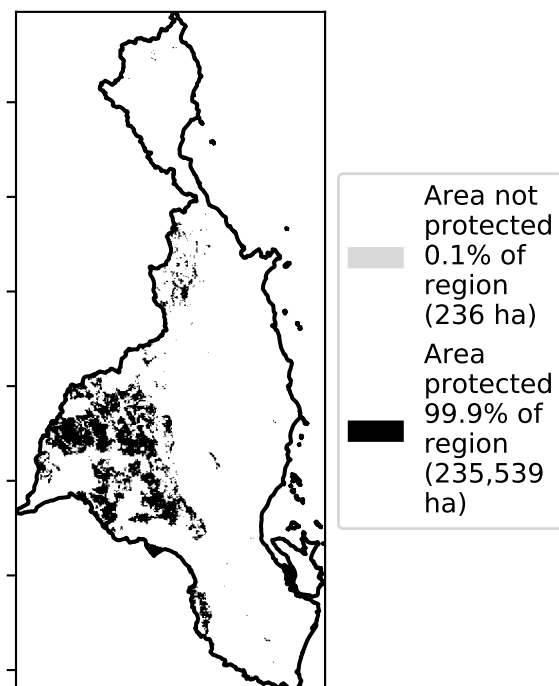 Area not
protected
0.1% of
region
(236 ha)
Area
protected
99.9% of
region
(235,539
ha)